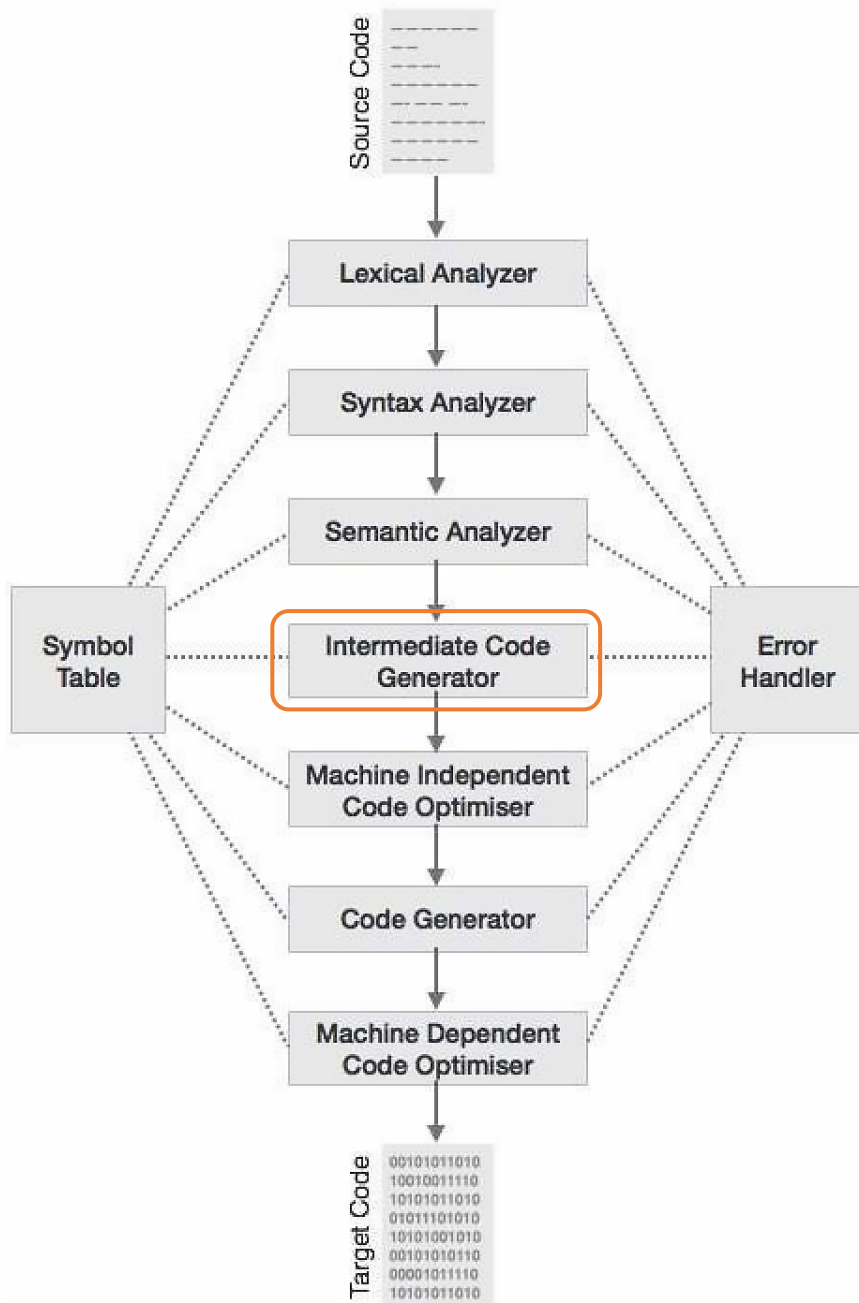 Source Code
Lexical Analyzer
Syntax Analyzer
Semantic Analyzer
Symbol
Table
Intermediate Code
Generator
Error
Handler
Machine Independent
Code Optimiser
Code Generator
Machine Dependent
Code Optimiser
Target Code
00101011010
10010011110
10101011010
01011101010
10101001010
00101010110
00001011110
10101011010